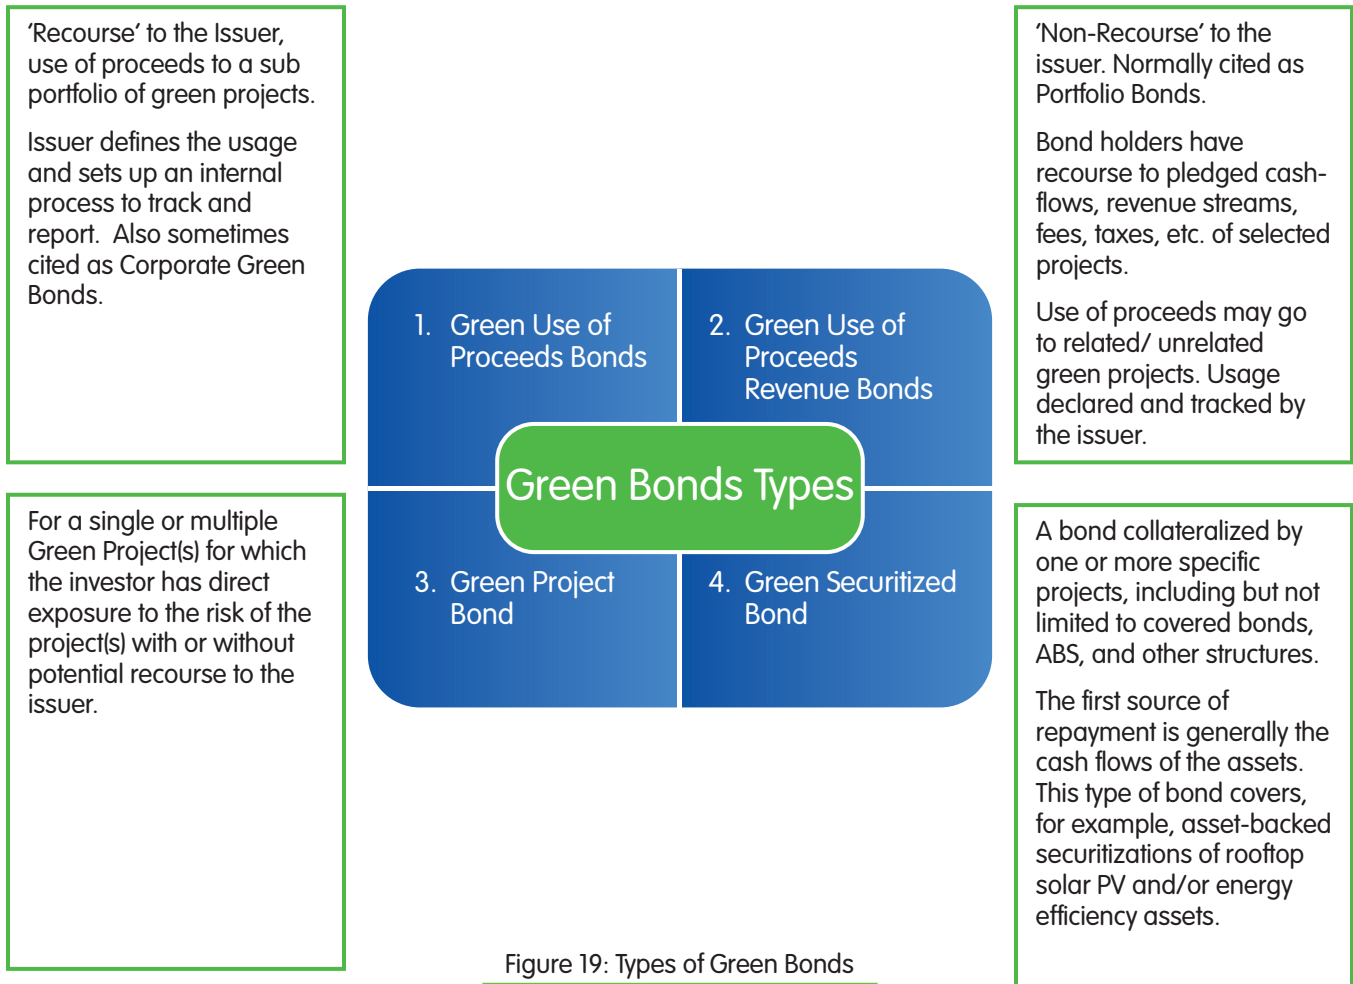 ‘Recourse’ to the Issuer,
use of proceeds to a sub
portfolio of green projects.
Issuer defines the usage
and sets up an internal
process to track and
report.  Also sometimes
cited as Corporate Green
Bonds.
‘Non-Recourse’ to the
issuer. Normally cited as
Portfolio Bonds.
Bond holders have
recourse to pledged cash-
flows, revenue streams,
fees, taxes, etc. of selected
projects.
Use of proceeds may go
to related/ unrelated
green projects. Usage
declared and tracked by
the issuer.
1. Green Use of
Proceeds Bonds
2. Green Use of
Proceeds
Revenue Bonds
Green Bonds Types
3. Green Project
Bond
4. Green Securitized
Bond
For a single or multiple
Green Project(s) for which
the investor has direct
exposure to the risk of the
project(s) with or without
potential recourse to the
issuer.
A bond collateralized by
one or more specific
projects, including but not
limited to covered bonds,
ABS, and other structures.
The first source of
repayment is generally the
cash flows of the assets.
This type of bond covers,
for example, asset-backed
securitizations of rooftop
solar PV and/or energy
efficiency assets.
Figure 19: Types of Green Bonds